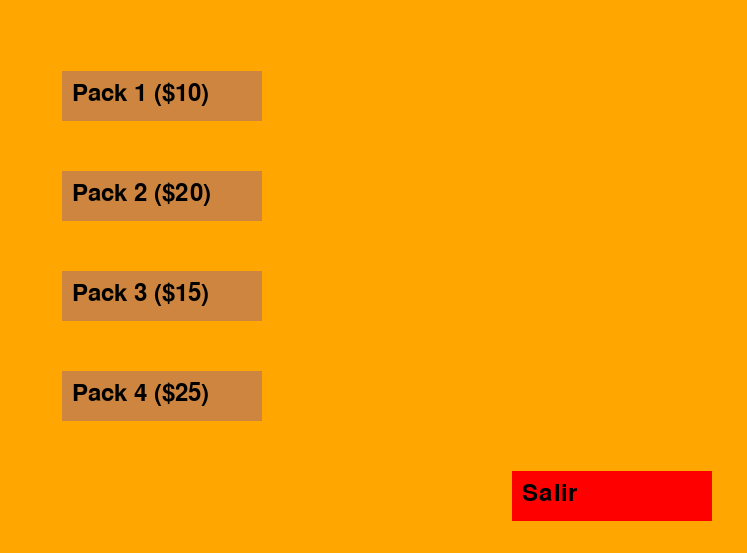 Pack 1 ($10)
Pack 2 ($20)
Pack 3 ($15)
Pack 4 ($25)
Salir